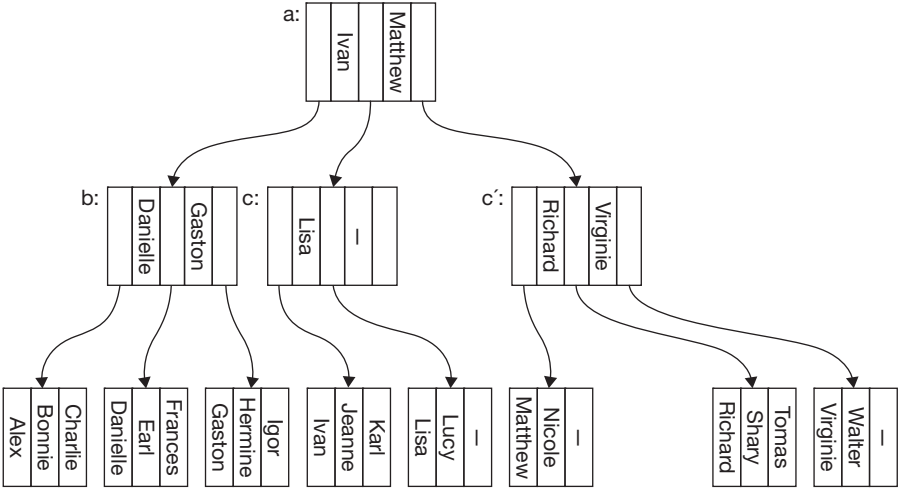 a:
Ivan
Matthew
b:
Danielle
Gaston
c:
Lisa
–
c´:
Richard
Virginie
Alex
Bonnie
Charlie
Danielle
Earl
Frances
Gaston
Hermine
Igor
Ivan
Jeanne
Karl
Lisa
Lucy
–
Matthew
Nicole
–
Richard
Shary
Tomas
Virginie
Walter
–